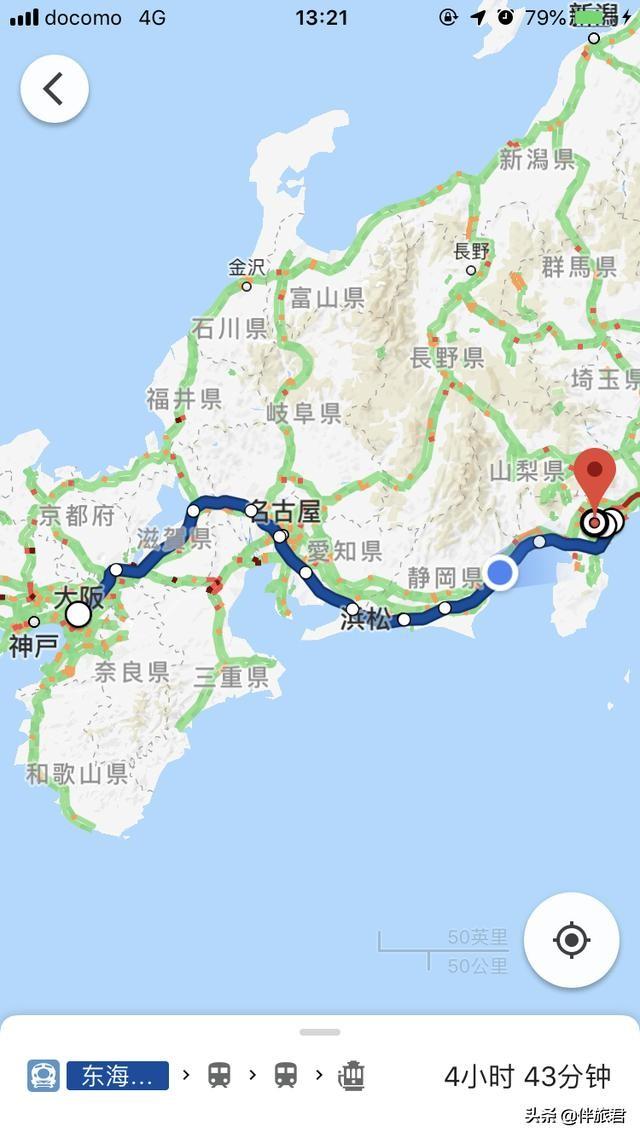 docomo 4G 13:21 79%
新潟
新潟県
長野
群馬県
金沢
富山県
石川県
長野県
埼玉県
福井県
岐阜県
山梨県
京都府
名古屋
滋賀県
愛知県
静岡県
大阪
浜松
神戸
奈良県
三重県
和歌山県
50英里
50公里
东海... 4小时 43分钟
头条 @伴旅君